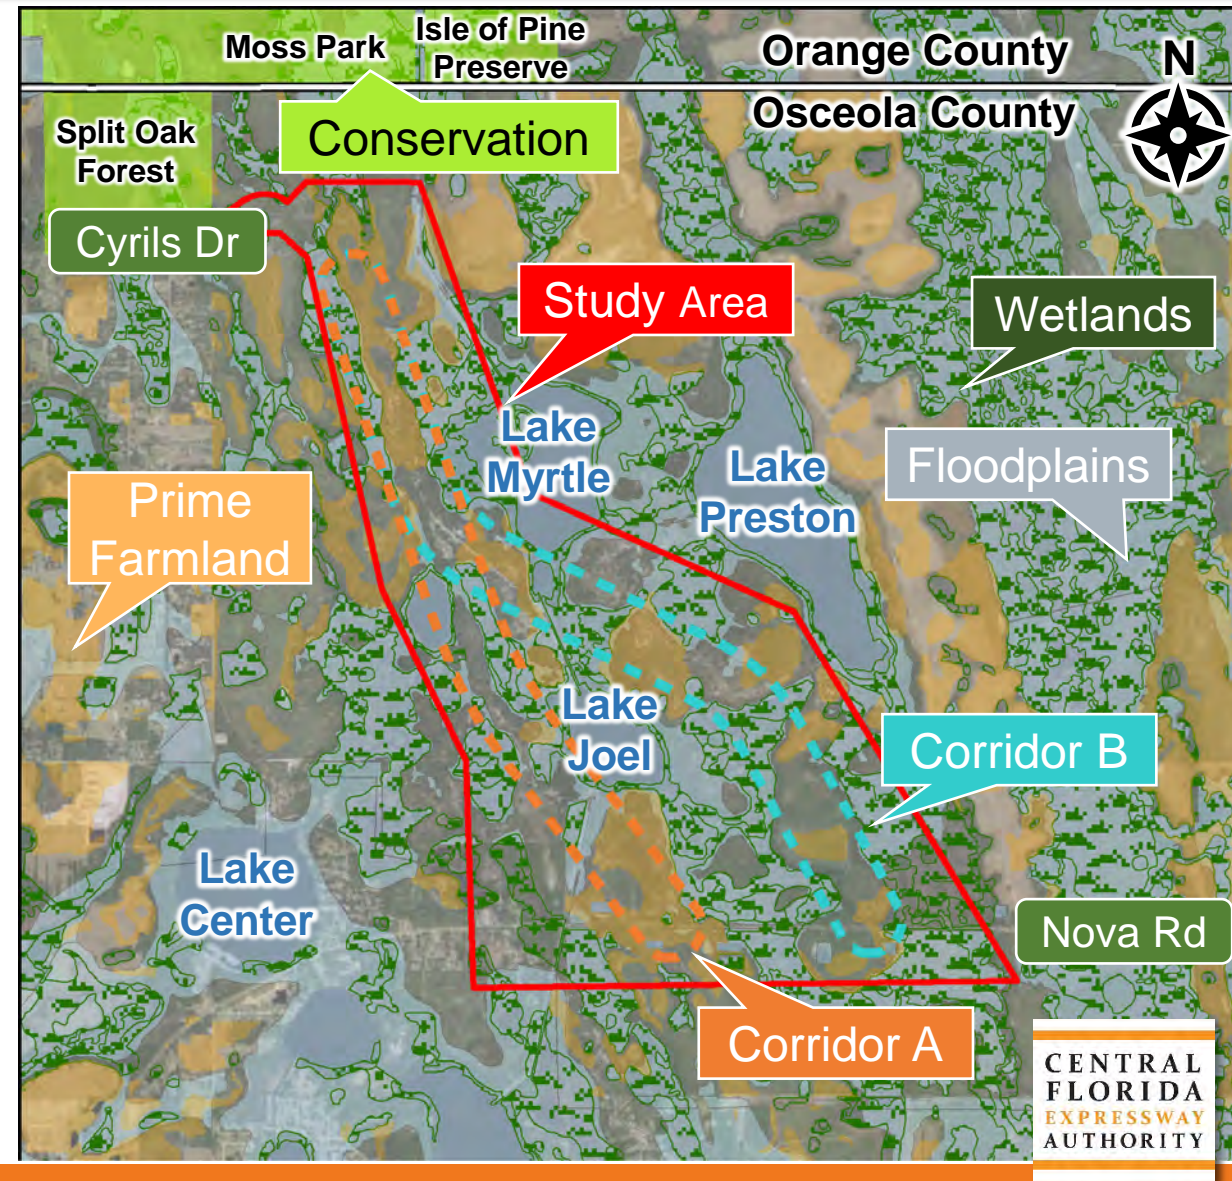 Moss Park
Isle of Pine
Preserve
Orange County
N
Osceola County
Split Oak
Forest
Conservation
Cyrils Dr
Study Area
Wetlands
Lake
Myrtle
Lake
Preston
Floodplains
Prime
Farmland
Lake
Joel
Corridor B
Lake
Center
Nova Rd
Corridor A
CENTRAL
FLORIDA
EXPRESSWAY
AUTHORITY